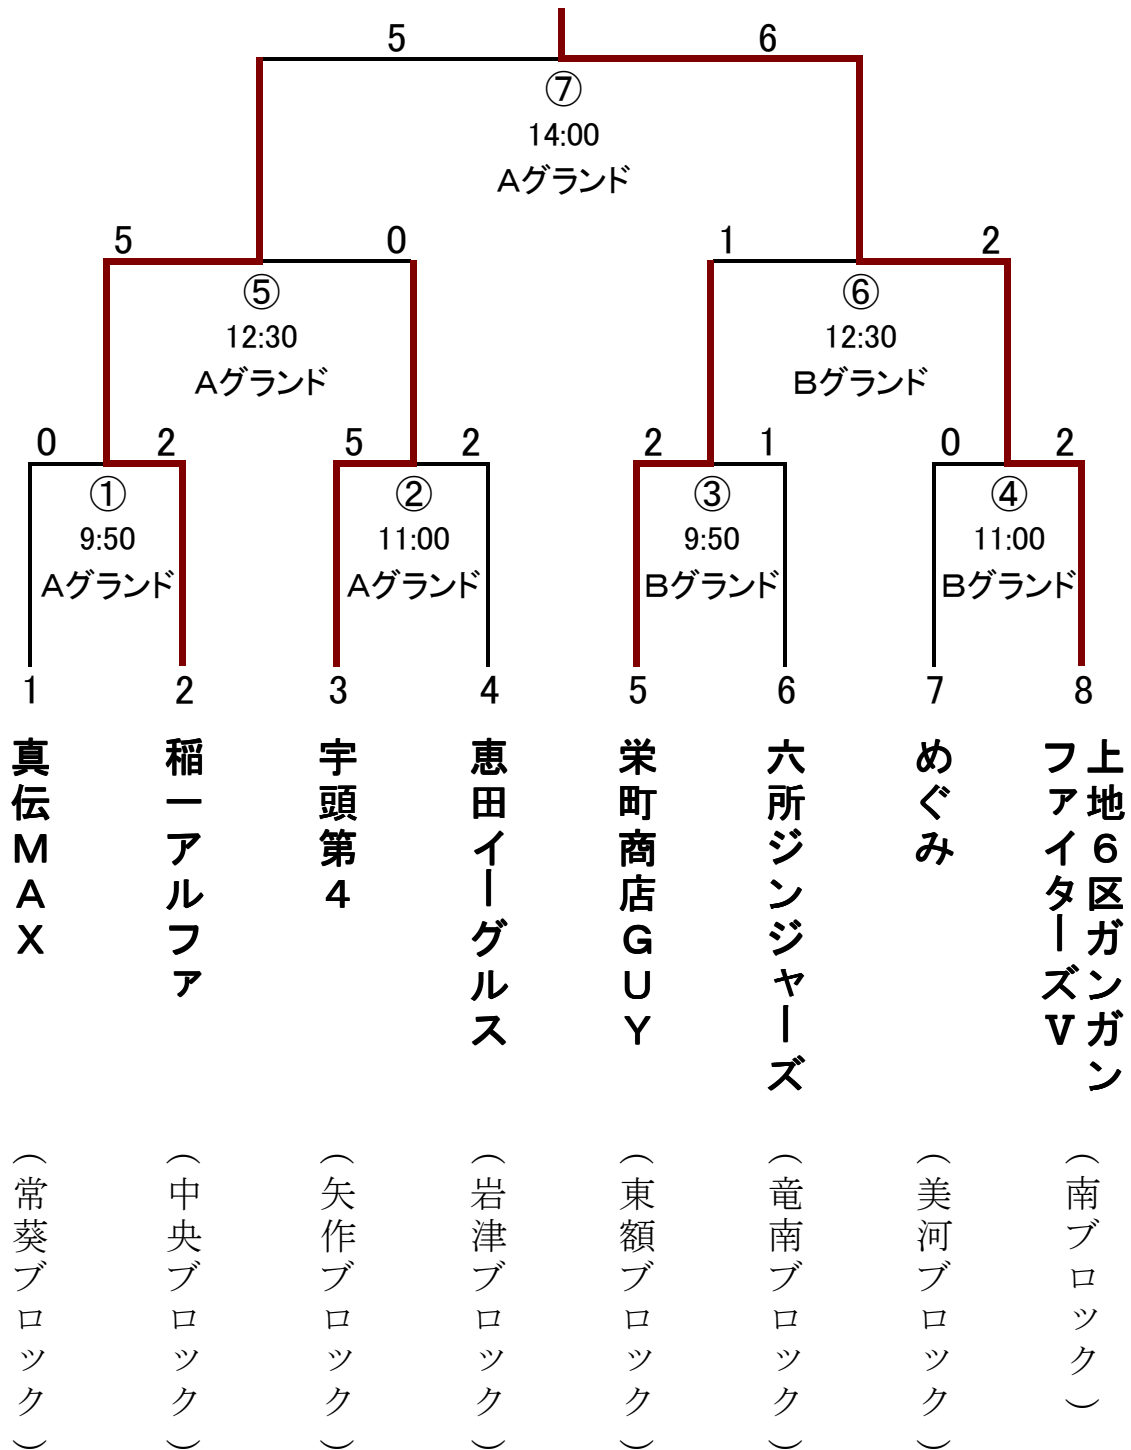 5 6
⑦
14:00
Aグランド
5 0 1 2
⑤ ⑥
12:30 12:30
Aグランド Bグランド
0 2 5 2 2 1 0 2
① ② ③ ④
9:50 11:00 9:50 11:00
Aグランド Aグランド Bグランド Bグランド
1 2 3 4 5 6 7 8
真伝MAX
稲一アルファ
宇頭第4
恵田イーグルス
栄町商店GUY
六所ジンジャーズ
めぐみ
上地6区ガンガン
ファイターズV
(常葵ブロック)
(中央ブロック)
(矢作ブロック)
(岩津ブロック)
(東額ブロック)
(竜南ブロック)
(美河ブロック)
(南ブロック)